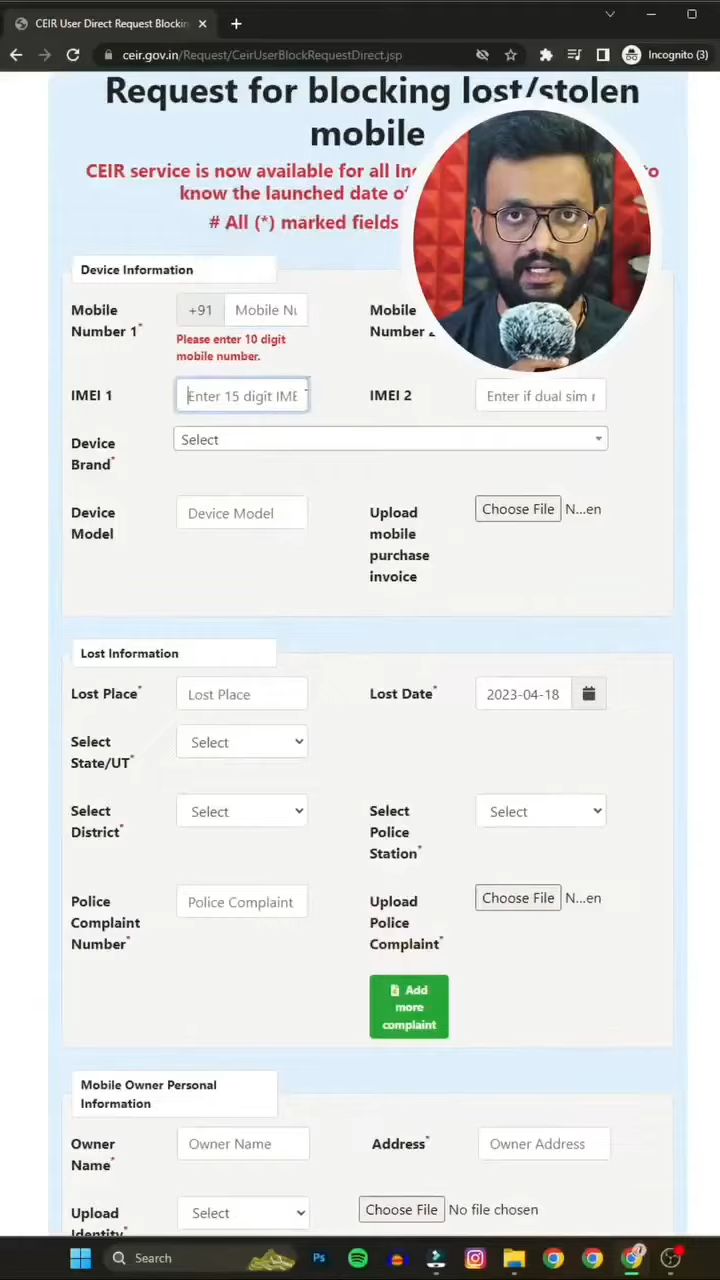 CEIR User Direct Request Blockin
ceir.gov.in/Request/CeirUserBlockRequestDirect.jsp
Incognito (3)
Request for blocking lost/stolen
mobile
CEIR service is now available for all to
know the launched date
# All (*) marked fields
Device Information
Mobile
Number 1*
+91
Mobile Nu
Please enter 10 digit
mobile number.
Mobile
Number
IMEI 1
Enter 15 digit IME
IMEI 2
Enter if dual sim
Device
Brand*
Select
Device
Model
Device Model
Upload
mobile
purchase
invoice
Choose File N...en
Lost Information
Lost Place*
Lost Place
Lost Date*
2023-04-18
Select
State/UT*
Select
Select
District*
Select
Select
Police
Station*
Select
Police
Complaint
Number*
Police Complaint
Upload
Police
Complaint*
Choose File N...en
Add
more
complaint
Mobile Owner Personal
Information
Owner
Name*
Owner Name
Address*
Owner Address
Upload
Identity*
Select
Choose File No file chosen
Search
Ps